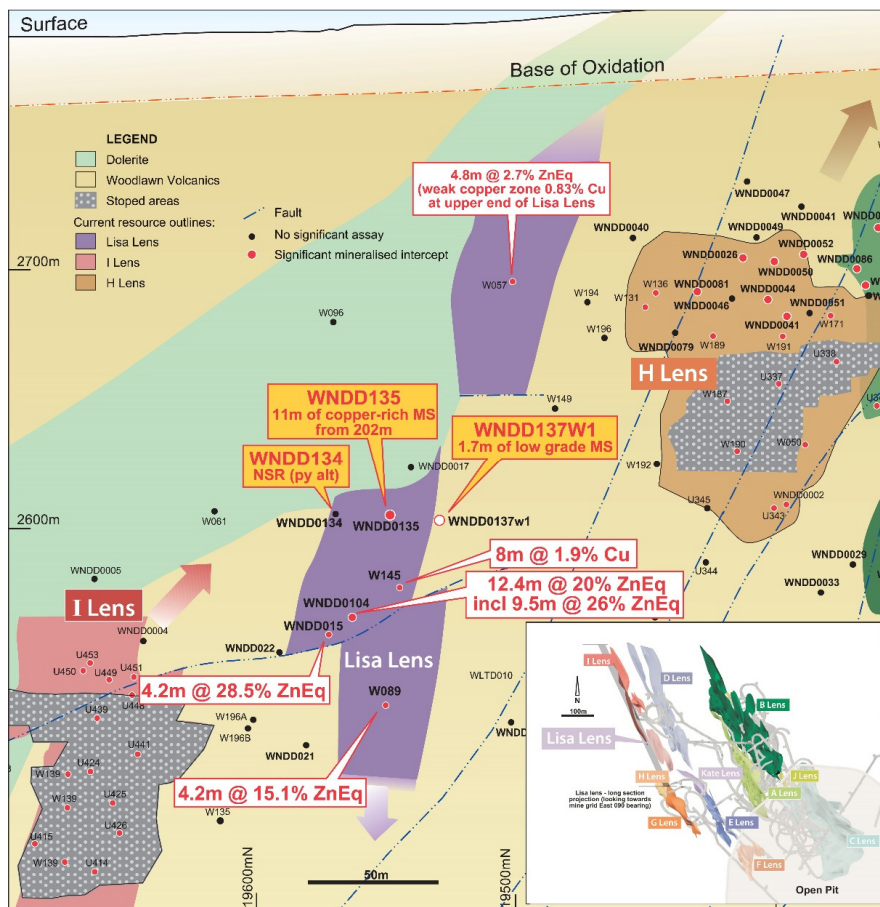 Surface
Base of Oxidation
LEGEND
Dolerite
Woodlawn Volcanics
Stoped areas
Current resource outlines:
Lisa Lens
I Lens
H Lens
Fault
No significant assay
Significant mineralised intercept
4.8m @ 2.7% ZnEq
(weak copper zone 0.83% Cu
at upper end of Lisa Lens
WNDD0047
WNDD0041
WNDD0040
WNDD0049
WNDD0052
WNDD0026
WNDD0050
WNDD0086
2700m
W057
W136
W131
WNDD0081
WNDD0044
WNDD0046
WNDD0051
W194
W096
W196
WNDD0079
W189
WNDD0041
W191
W171
U338
H Lens
U337
W187
WNDD135
11m of copper-rich MS
from 202m
W149
WNDD137W1
1.7m of low grade MS
WNDD134
NSR (py alt)
WNDD0017
W190
W050
W192
2600m
W061
WNDD0134
WNDD0135
WNDD0137w1
U345
U343
WNDD0002
8m @ 1.9% Cu
WNDD0005
W145
12.4m @ 20% ZnEq
incl 9.5m @ 26% ZnEq
U344
WNDD0029
WNDD0033
I Lens
WNDD0104
WNDD0004
WNDD015
WNDD022
Lisa Lens
U453
U450
U449
U451
U448
4.2m @ 28.5% ZnEq
WLTD010
W089
U439
W196A
W196B
WNDD021
U441
U424
W139
4.2m @ 15.1% ZnEq
W139
U425
W135
U426
U415
W139
U414
19600mN
50m
19500mN
I Lens
D Lens
N
100m
B Lens
Lisa Lens
H Lens
Kate Lens
J Lens
Lisa lens - long section
projection (looking towards
mine grid East 090 bearing)
A Lens
G Lens
E Lens
C Lens
F Lens
Open Pit